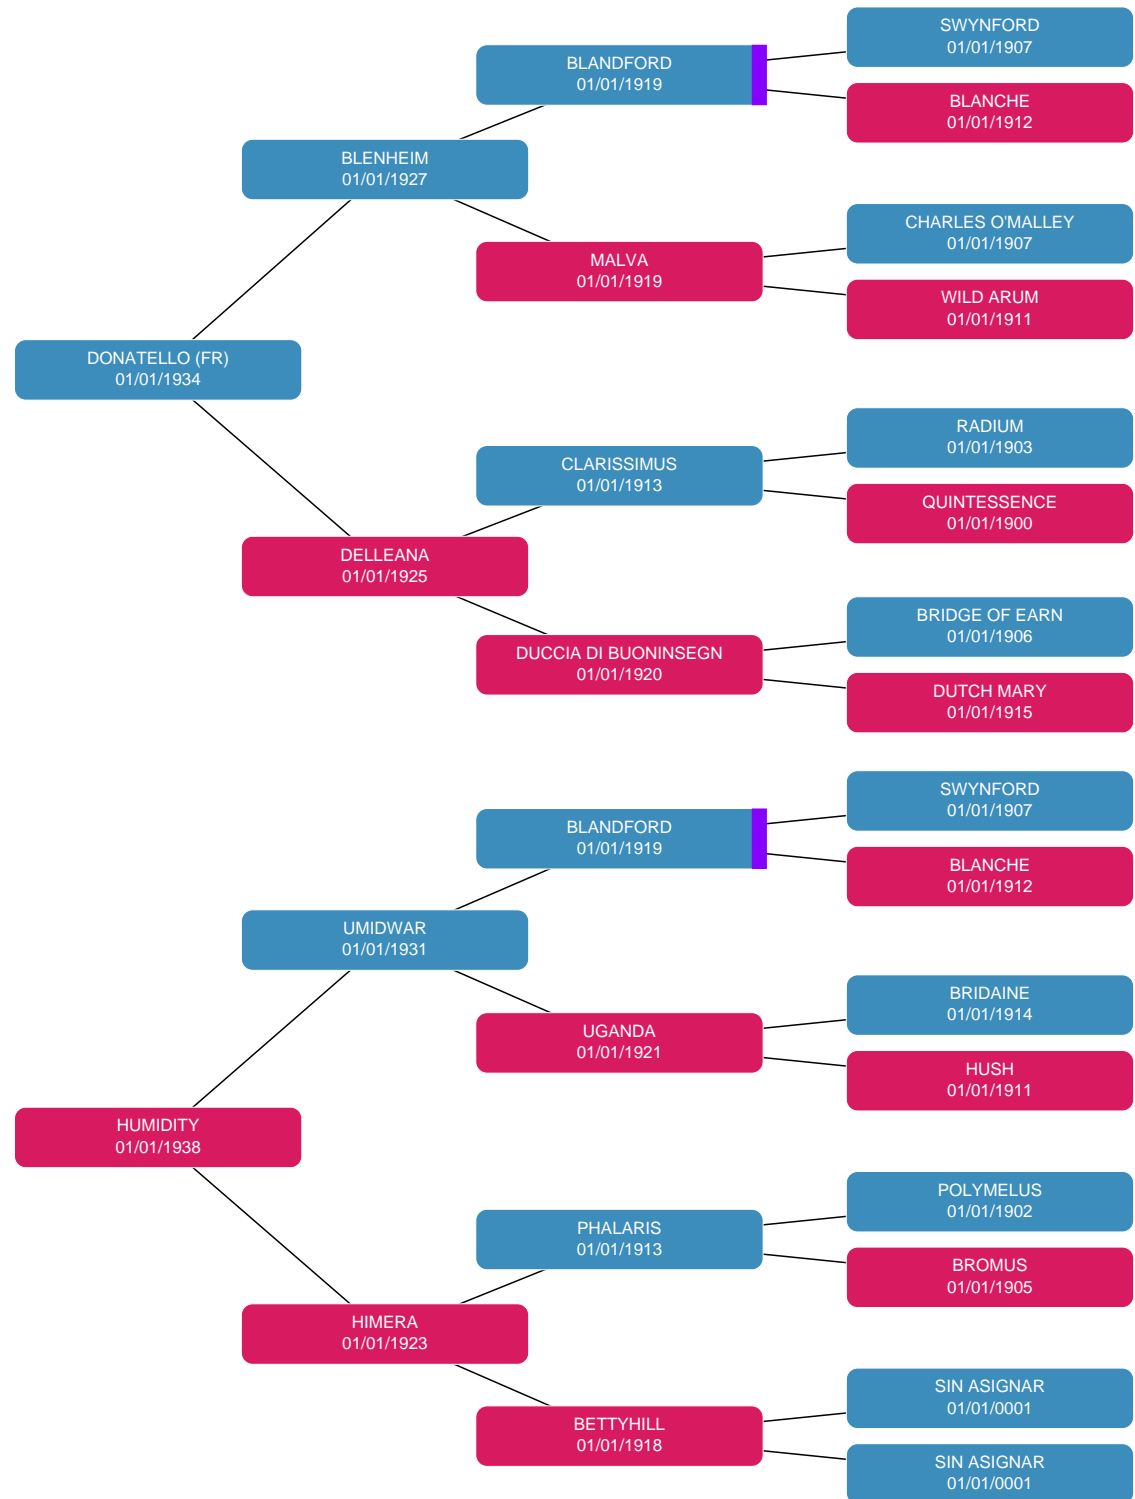 SWYNFORD
01/01/1907
BLANDFORD
01/01/1919
BLANCHE
01/01/1912
BLENHEIM
01/01/1927
CHARLES O'MALLEY
01/01/1907
MALVA
01/01/1919
WILD ARUM
01/01/1911
DONATELLO (FR)
01/01/1934
RADIUM
01/01/1903
CLARISSIMUS
01/01/1913
QUINTESSENCE
01/01/1900
DELLEANA
01/01/1925
BRIDGE OF EARN
01/01/1906
DUCCIA DI BUONINSEGN
01/01/1920
DUTCH MARY
01/01/1915
SWYNFORD
01/01/1907
BLANDFORD
01/01/1919
BLANCHE
01/01/1912
UMIDWAR
01/01/1931
BRIDAINE
01/01/1914
UGANDA
01/01/1921
HUSH
01/01/1911
HUMIDITY
01/01/1938
POLYMELUS
01/01/1902
PHALARIS
01/01/1913
BROMUS
01/01/1905
HIMERA
01/01/1923
SIN ASIGNAR
01/01/0001
BETTYHILL
01/01/1918
SIN ASIGNAR
01/01/0001